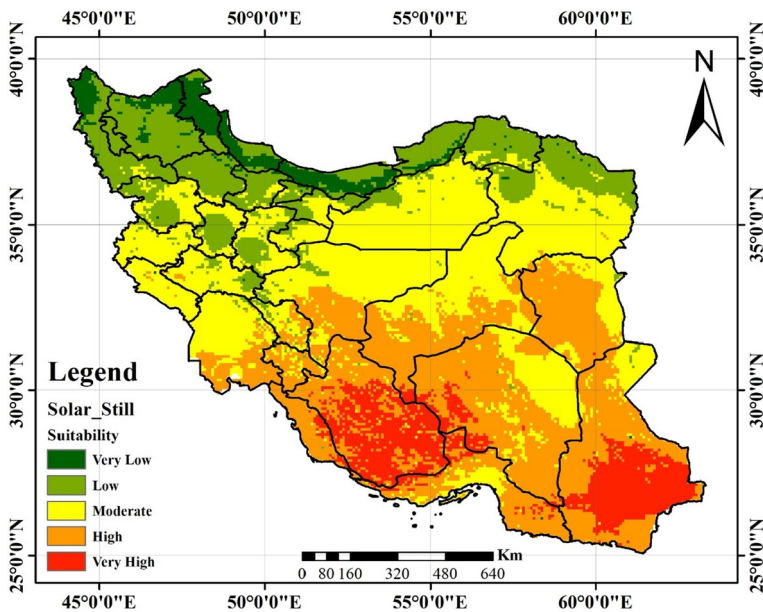 45°0'0"E 50°0'0"E 55°0'0"E 60°0'0"E
40°0'0"N
35°0'0"N
30°0'0"N
25°0'0"N
N
40°0'0"N
35°0'0"N
30°0'0"N
25°0'0"N
Legend
Solar_Still
Suitability
Very Low
Low
Moderate
High
Very High
Km
0 80 160 320 480 640
45°0'0"E 50°0'0"E 55°0'0"E 60°0'0"E